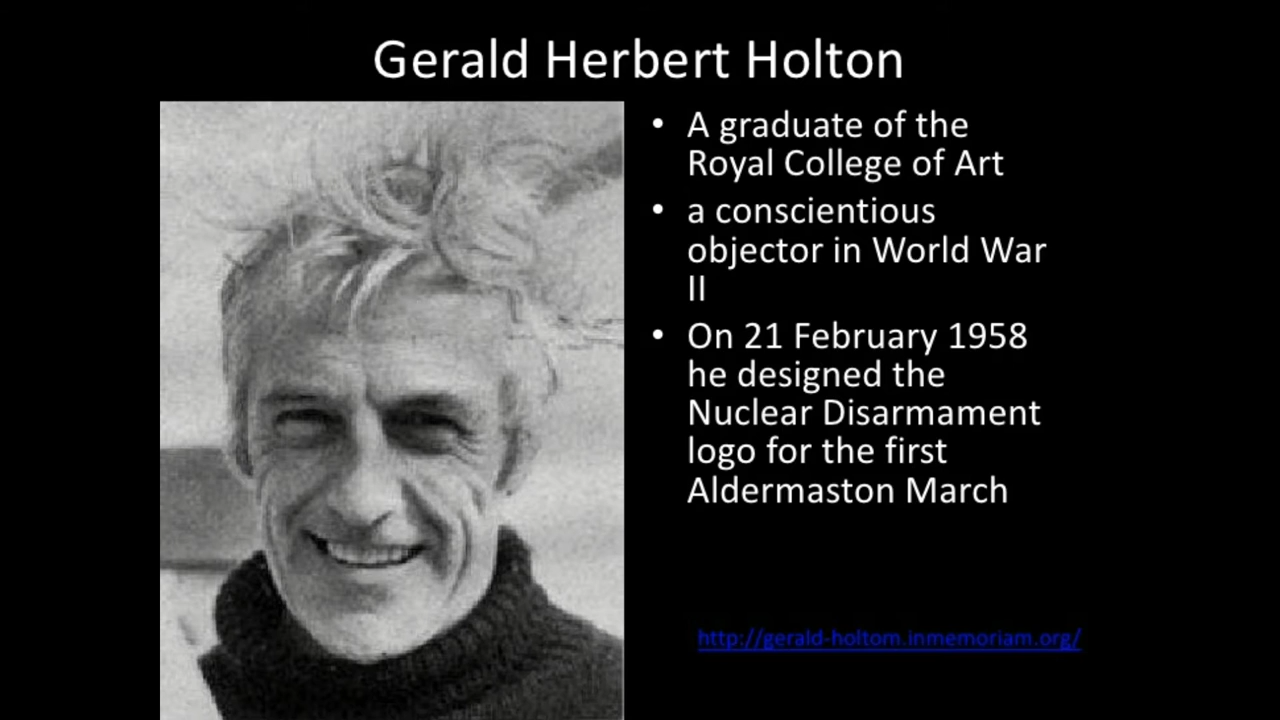 Gerald Herbert Holton
• A graduate of the
Royal College of Art
• a conscientious
objector in World War
II
• On 21 February 1958
he designed the
Nuclear Disarmament
logo for the first
Aldermaston March
http://gerald-holtom.inmemoriam.org/